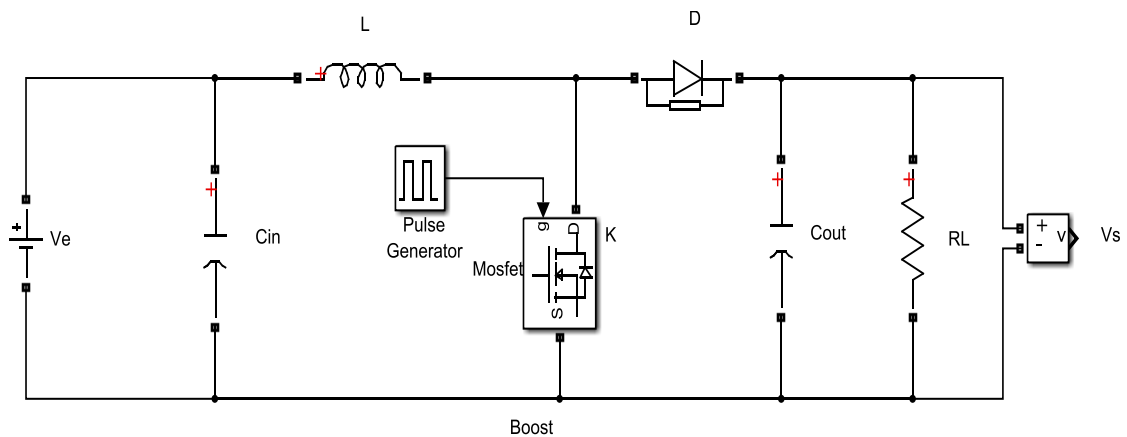 L
D
Pulse
Generator
g
D
K
Mosfet
S
Ve
Cin
Cout
RL
+
-
v
Vs
Boost